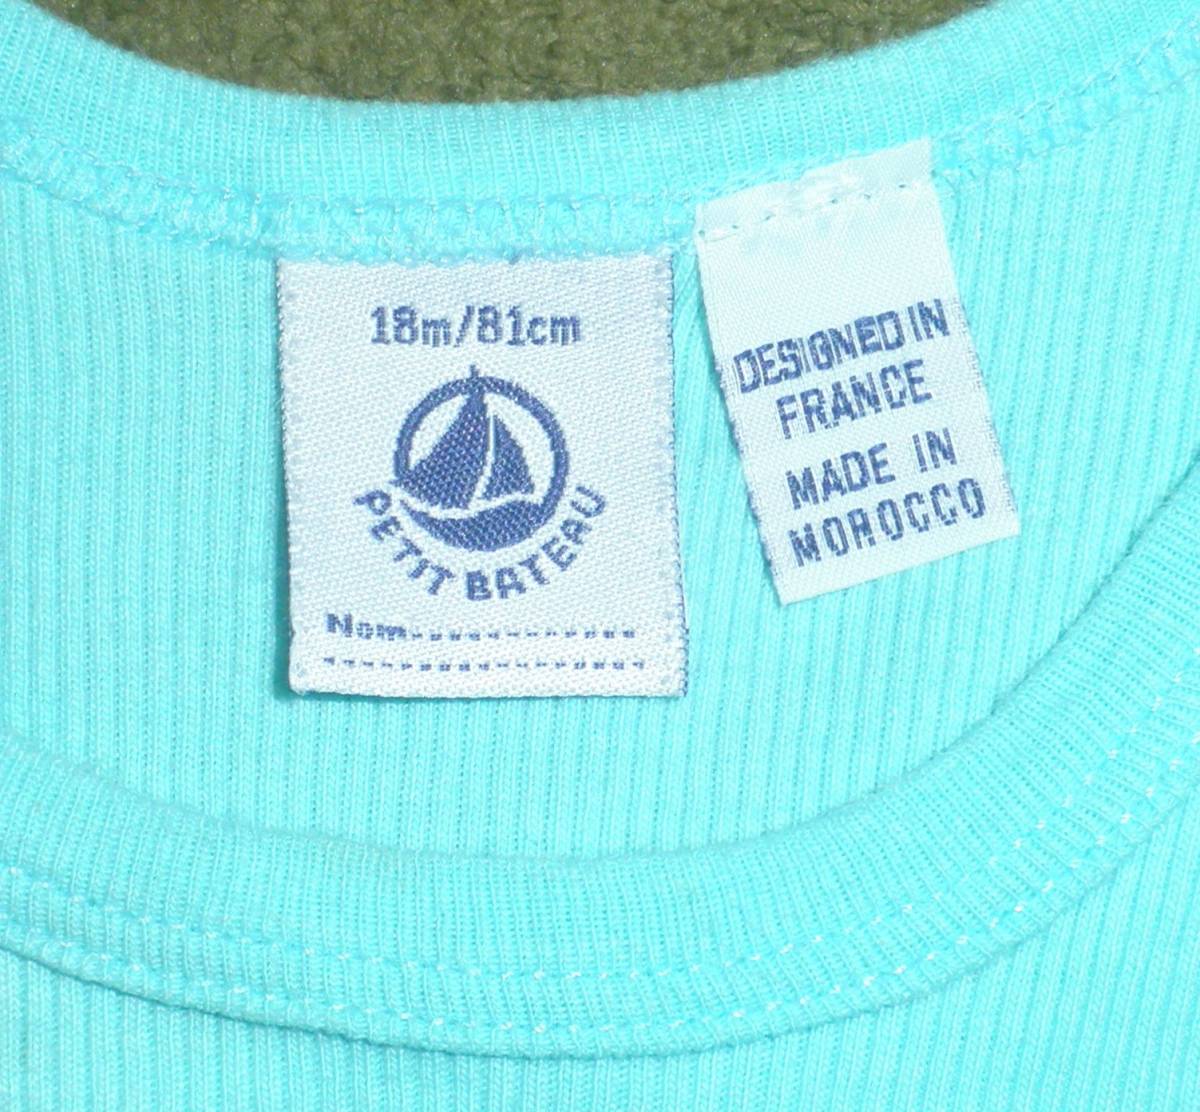 18m/81cm
PETIT BATEAU
Nom
DESIGNED IN
FRANCE
MADE IN
MOROCCO